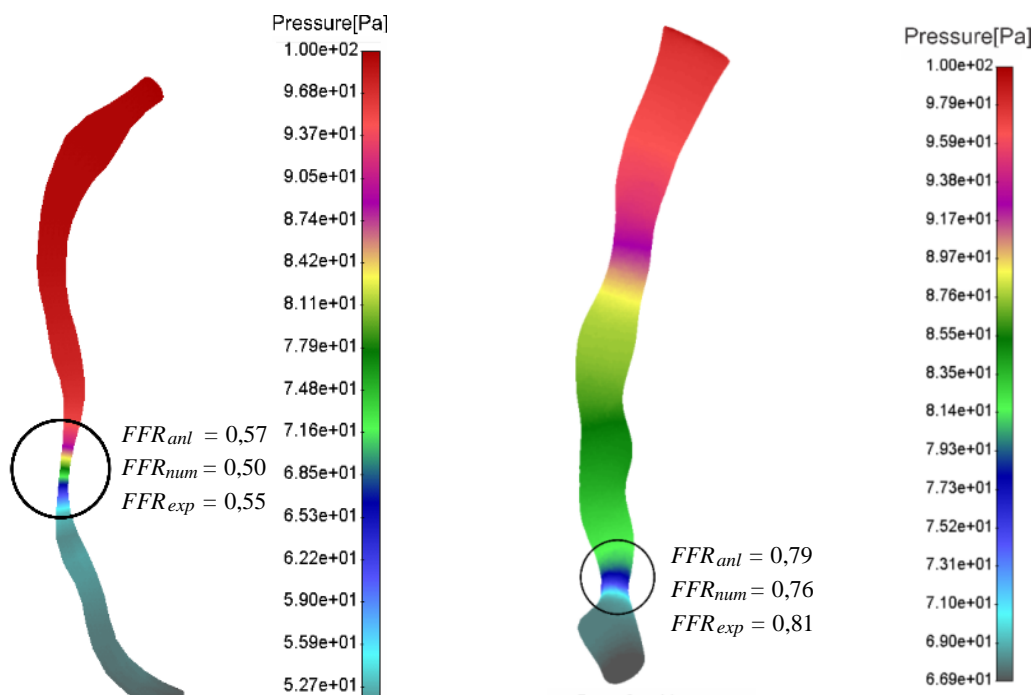 Pressure[Pa]
1.00e+02
9.68e+01
9.37e+01
9.05e+01
8.74e+01
8.42e+01
8.11e+01
7.79e+01
7.48e+01
7.16e+01
6.85e+01
6.53e+01
6.22e+01
5.90e+01
5.59e+01
5.27e+01
FFRanl = 0,57
FFRnum = 0,50
FFRexp = 0,55
Pressure[Pa]
1.00e+02
9.79e+01
9.59e+01
9.38e+01
9.17e+01
8.97e+01
8.76e+01
8.55e+01
8.35e+01
8.14e+01
7.93e+01
7.73e+01
7.52e+01
7.31e+01
7.10e+01
6.90e+01
6.69e+01
FFRanl = 0,79
FFRnum = 0,76
FFRexp = 0,81